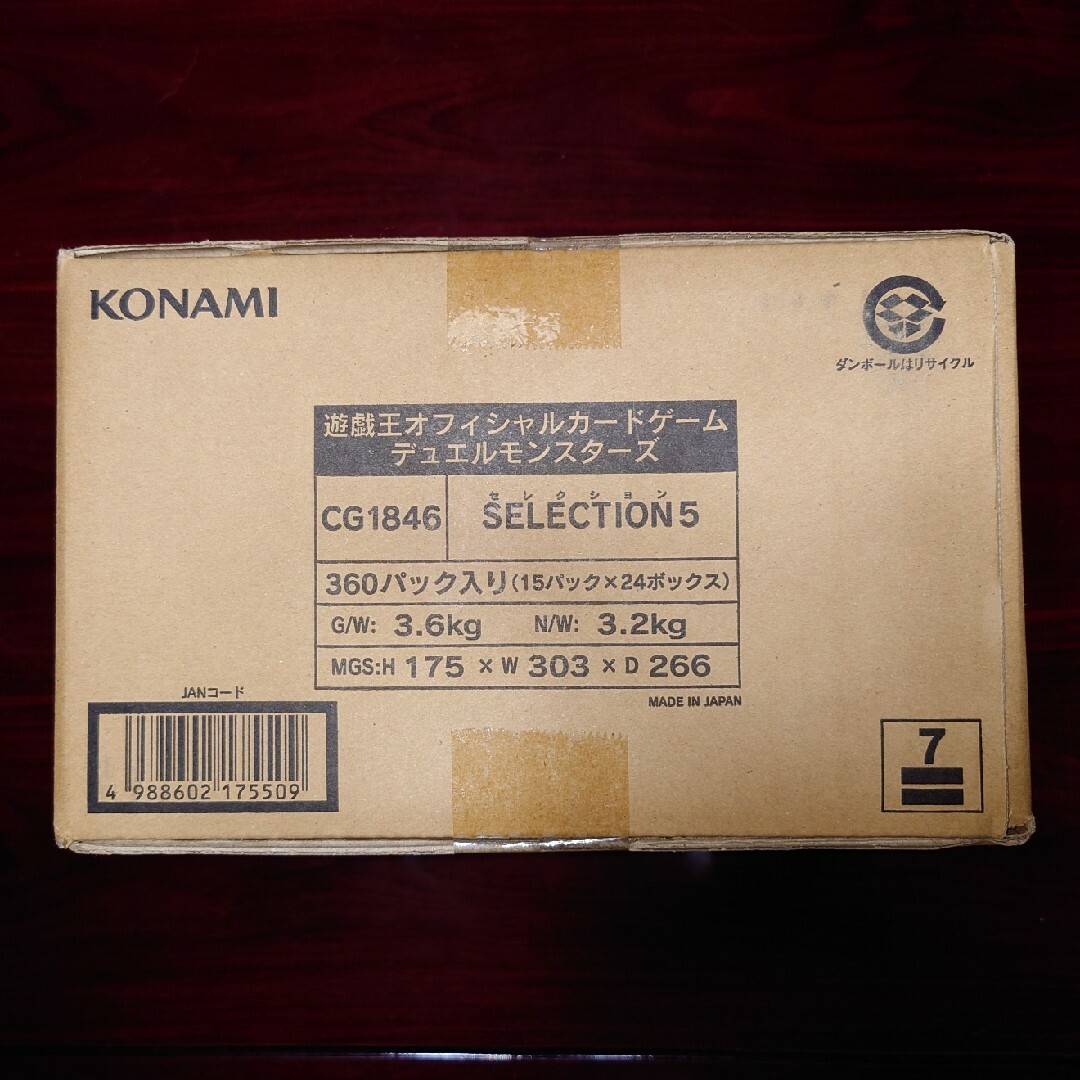 KONAMI
ダンボールはリサイクル
遊戯王オフィシャルカードゲーム
デュエルモンスターズ
CG1846
セレクション
SELECTION5
360パック入り(15パック×24ボックス)
G/W: 3.6kg N/W: 3.2kg
MGS:H 175 × W 303 × D 266
MADE IN JAPAN
JANコード
4 988602 175509
7